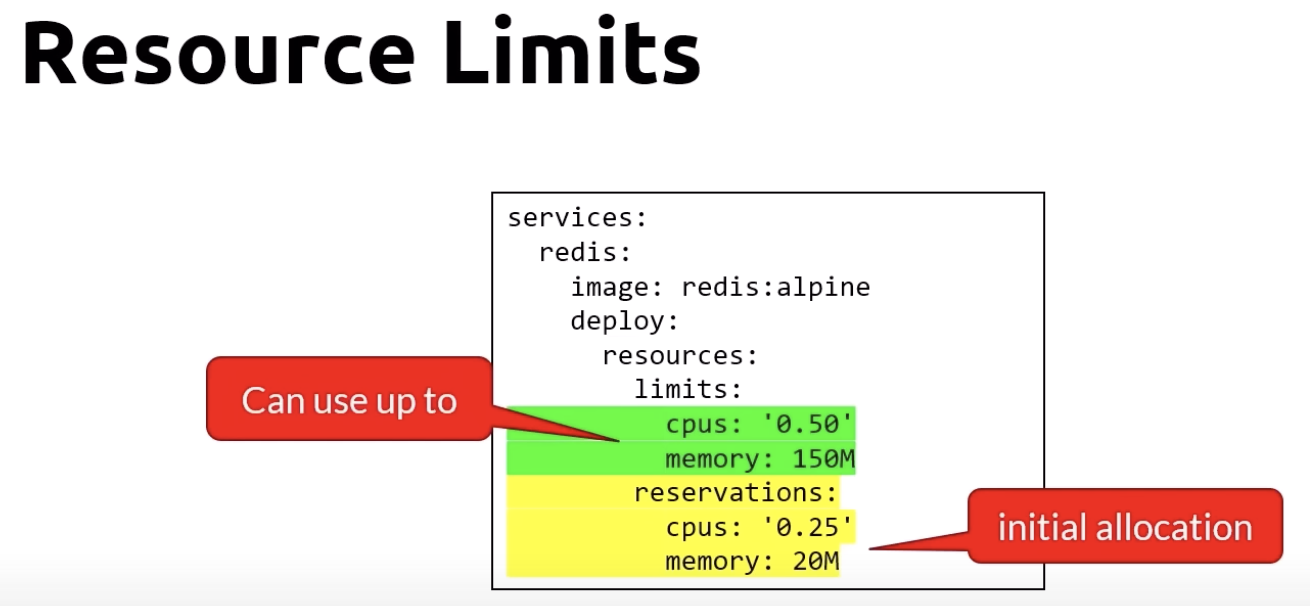 Resource Limits
services:
  redis:
    image: redis:alpine
    deploy:
      resources:
        limits:
Can use up to
          cpus: '0.50'
          memory: 150M
        reservations:
          cpus: '0.25'
initial allocation
          memory: 20M